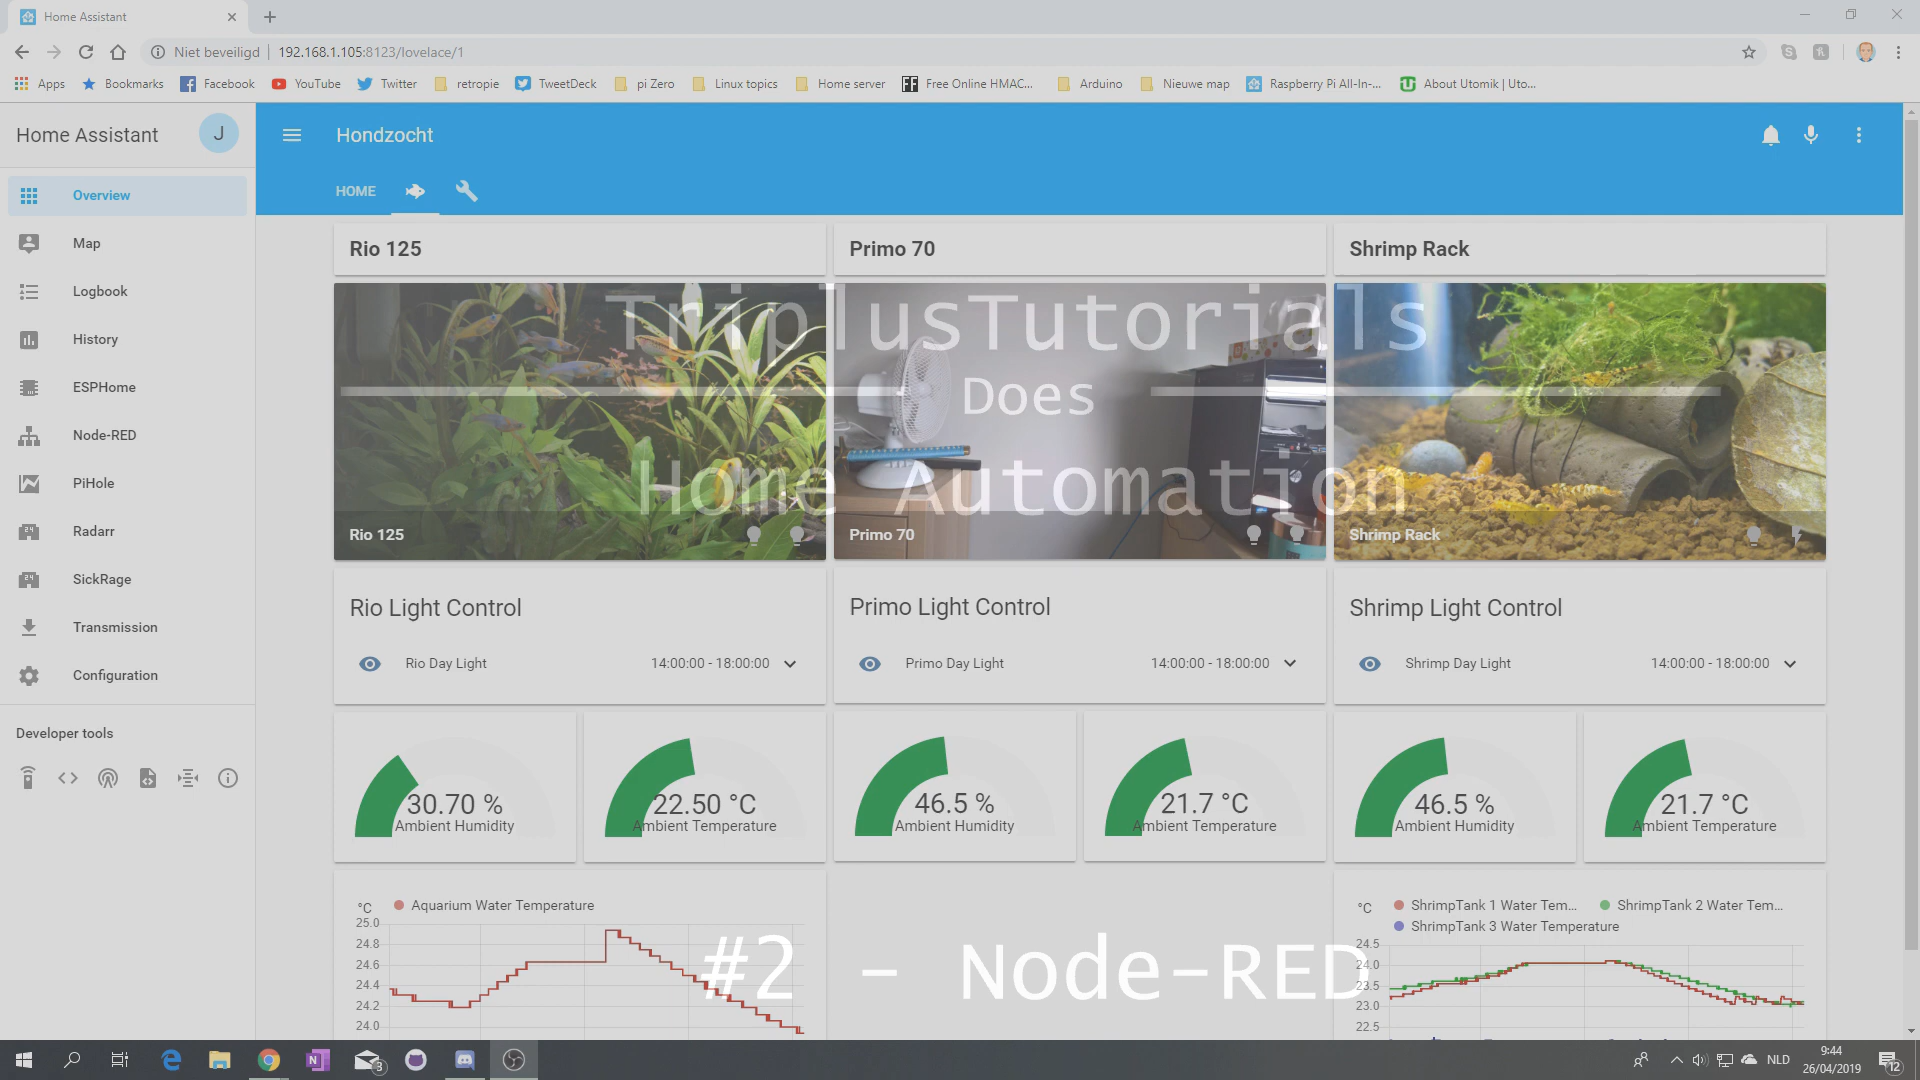 Home Assistant
Niet beveiligd | 192.168.1.105:8123/lovelace/1
Apps Bookmarks Facebook YouTube Twitter retropie TweetDeck pi Zero Linux topics Home server Free Online HMAC... Arduino Nieuwe map Raspberry Pi All-In-... About Utomik | Uto...
Home Assistant J
Hondzocht
HOME
Overview
Map
Logbook
History
ESPHome
Node-RED
PiHole
Radarr
SickRage
Transmission
Configuration
Developer tools
Rio 125 Primo 70 Shrimp Rack
TriplusTutorials
Does
Home Automation
Rio 125 Primo 70 Shrimp Rack
Rio Light Control
Rio Day Light 14:00:00 - 18:00:00
Primo Light Control
Primo Day Light 14:00:00 - 18:00:00
Shrimp Light Control
Shrimp Day Light 14:00:00 - 18:00:00
30.70 %
Ambient Humidity
22.50 °C
Ambient Temperature
46.5 %
Ambient Humidity
21.7 °C
Ambient Temperature
46.5 %
Ambient Humidity
21.7 °C
Ambient Temperature
°C Aquarium Water Temperature
25.0
24.8
24.6
24.4
24.2
24.0
#2 - Node-RED
°C ShrimpTank 1 Water Tem... ShrimpTank 2 Water Tem...
ShrimpTank 3 Water Temperature
24.5
24.0
23.5
23.0
22.5
3
NLD
9:44
26/04/2019
12